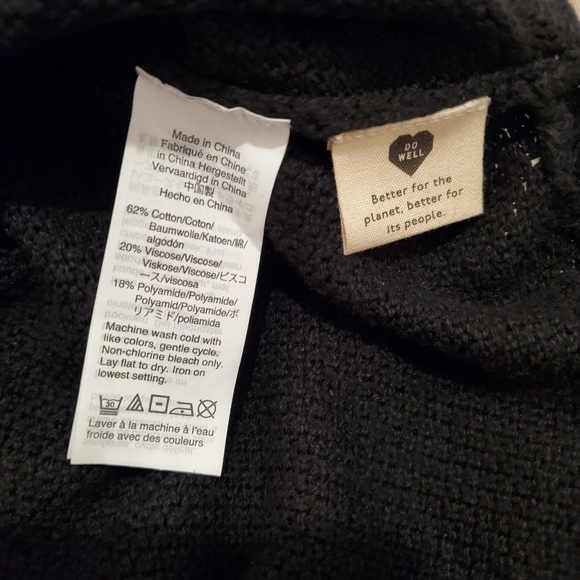 Made in China
Fabriqué en Chine
in China Hergestellt
Vervaardigd in China
中国製
Hecho en China
62% Cotton/Coton/
Baumwolle/Katoen/綿/
algodón
20% Viscose/Viscose/
Viskose/Viscose/ビスコ
ース/viscosa
18% Polyamide/Polyamide/
Polyamid/Polyamide/ポ
リアミド/poliamida
Machine wash cold with
like colors, gentle cycle.
Non-chlorine bleach only.
Lay flat to dry. Iron on
lowest setting.
30
Laver à la machine à l'eau
froide avec des couleurs
DO
WELL
Better for the
planet, better for
its people.